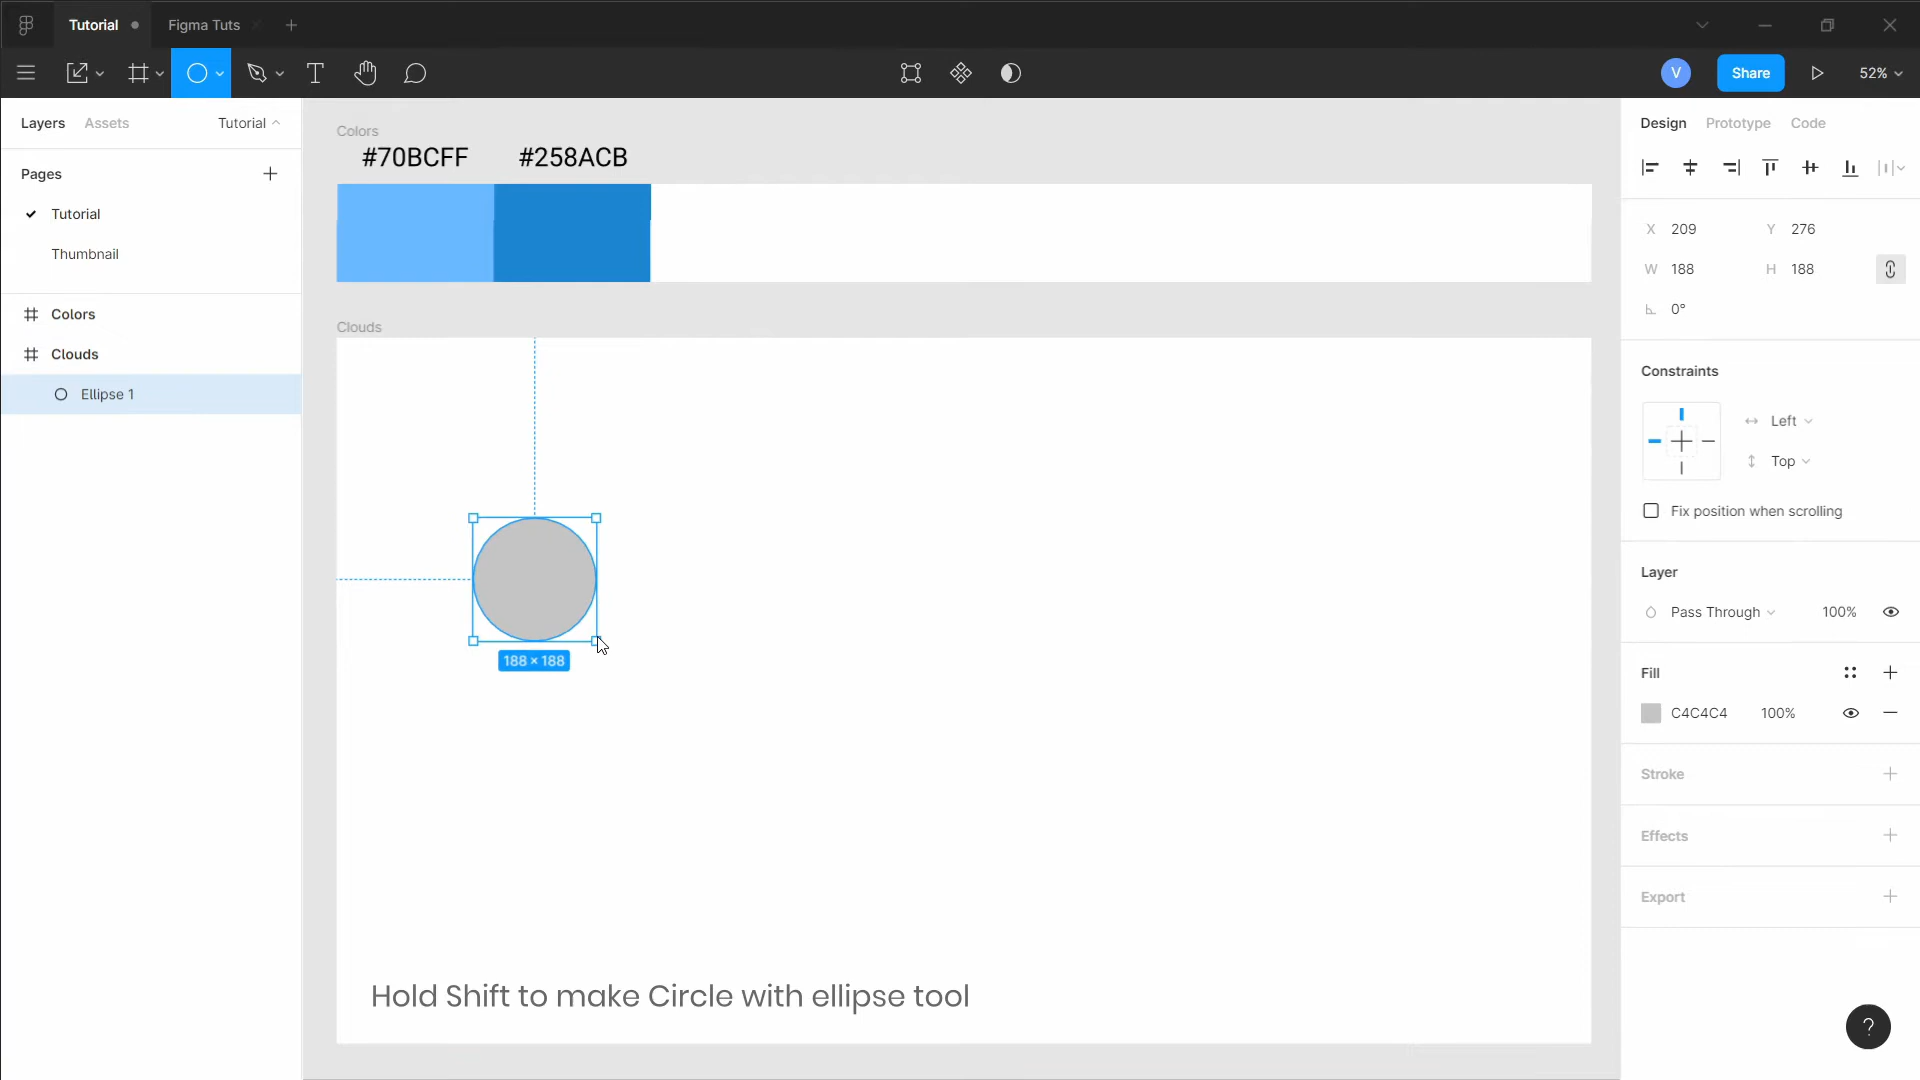 Tutorial
Figma Tuts
V
Share
52%
Layers
Assets
Tutorial
Pages
Tutorial
Thumbnail
Colors
Clouds
Ellipse 1
Colors
#70BCFF
#258ACB
Clouds
188 × 188
Hold Shift to make Circle with ellipse tool
Design
Prototype
Code
X 209
Y 276
W 188
H 188
0°
Constraints
Left
Top
Fix position when scrolling
Layer
Pass Through
100%
Fill
C4C4C4
100%
Stroke
Effects
Export
?